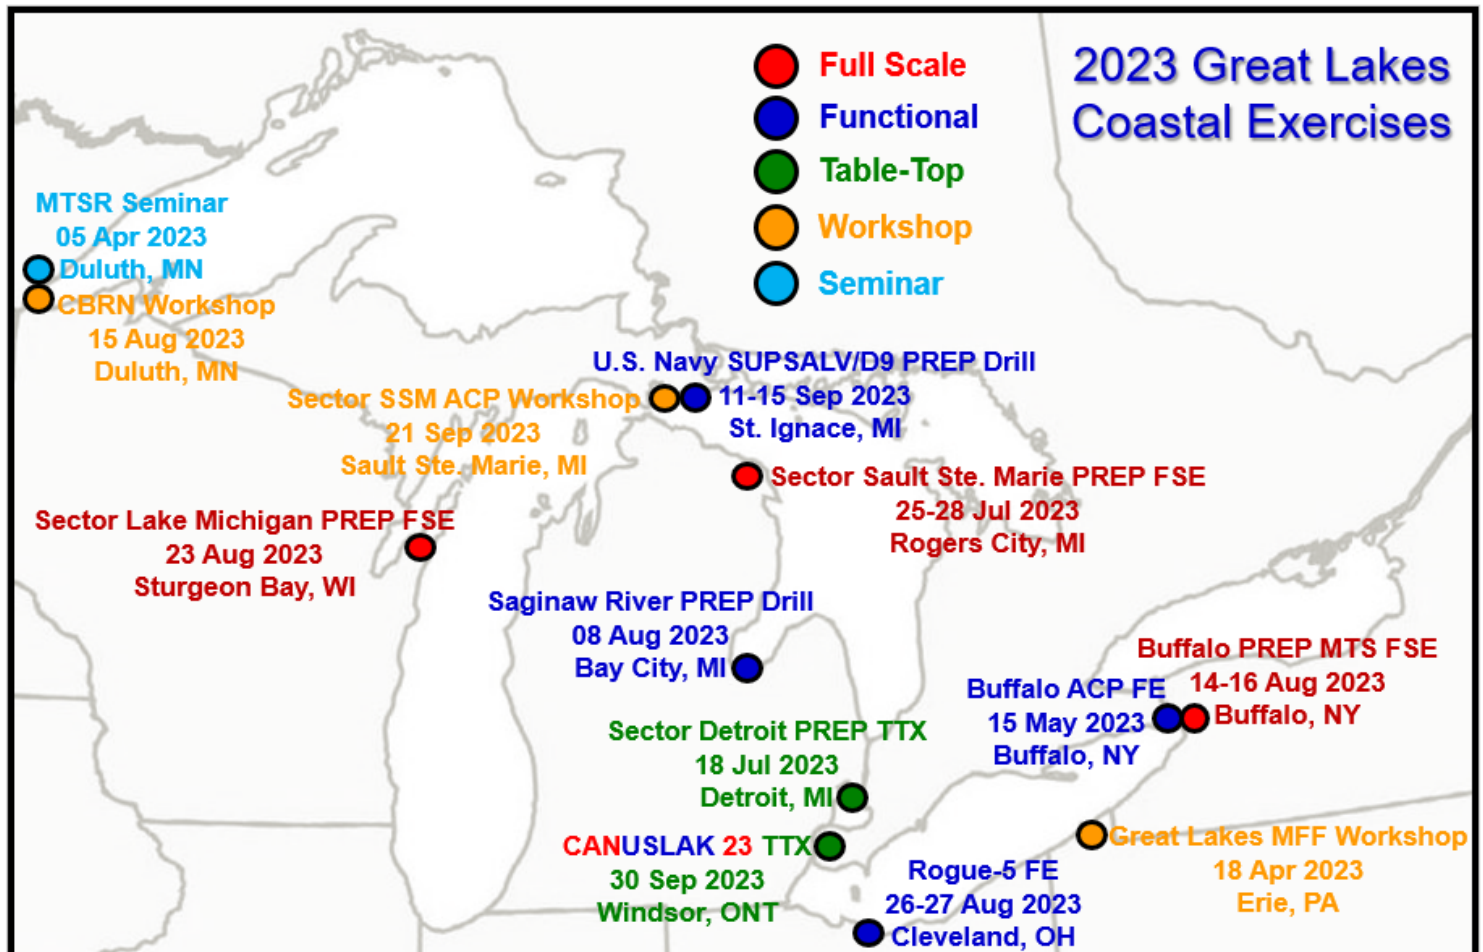 2023 Great Lakes
Coastal Exercises
Full Scale
Functional
Table-Top
Workshop
Seminar
MTSR Seminar
05 Apr 2023
Duluth, MN
CBRN Workshop
15 Aug 2023
Duluth, MN
U.S. Navy SUPSALV/D9 PREP Drill
11-15 Sep 2023
St. Ignace, MI
Sector SSM ACP Workshop
21 Sep 2023
Sault Ste. Marie, MI
Sector Sault Ste. Marie PREP FSE
25-28 Jul 2023
Rogers City, MI
Sector Lake Michigan PREP FSE
23 Aug 2023
Sturgeon Bay, WI
Saginaw River PREP Drill
08 Aug 2023
Bay City, MI
Buffalo PREP MTS FSE
14-16 Aug 2023
Buffalo, NY
Buffalo ACP FE
15 May 2023
Buffalo, NY
Sector Detroit PREP TTX
18 Jul 2023
Detroit, MI
CANUSLAK 23 TTX
30 Sep 2023
Windsor, ONT
Great Lakes MFF Workshop
18 Apr 2023
Erie, PA
Rogue-5 FE
26-27 Aug 2023
Cleveland, OH